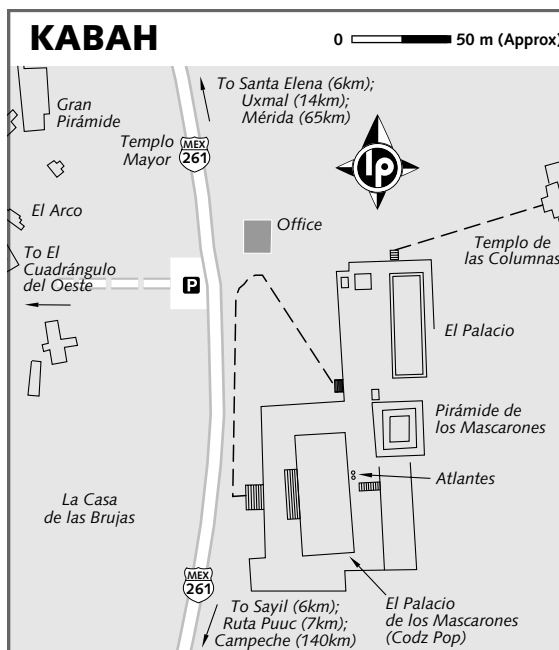 KABAH
0 50 m (Approx)
To Santa Elena (6km);
Uxmal (14km);
Mérida (65km)
Gran
Pirámide
Templo
Mayor
MEX
261
lp
El Arco
Office
Templo de
las Columnas
To El
Cuadrángulo
del Oeste
P
El Palacio
Pirámide de
los Mascarones
Atlantes
La Casa
de las Brujas
MEX
261
To Sayil (6km);
Ruta Puuc (7km);
Campeche (140km)
El Palacio
de los Mascarones
(Codz Pop)